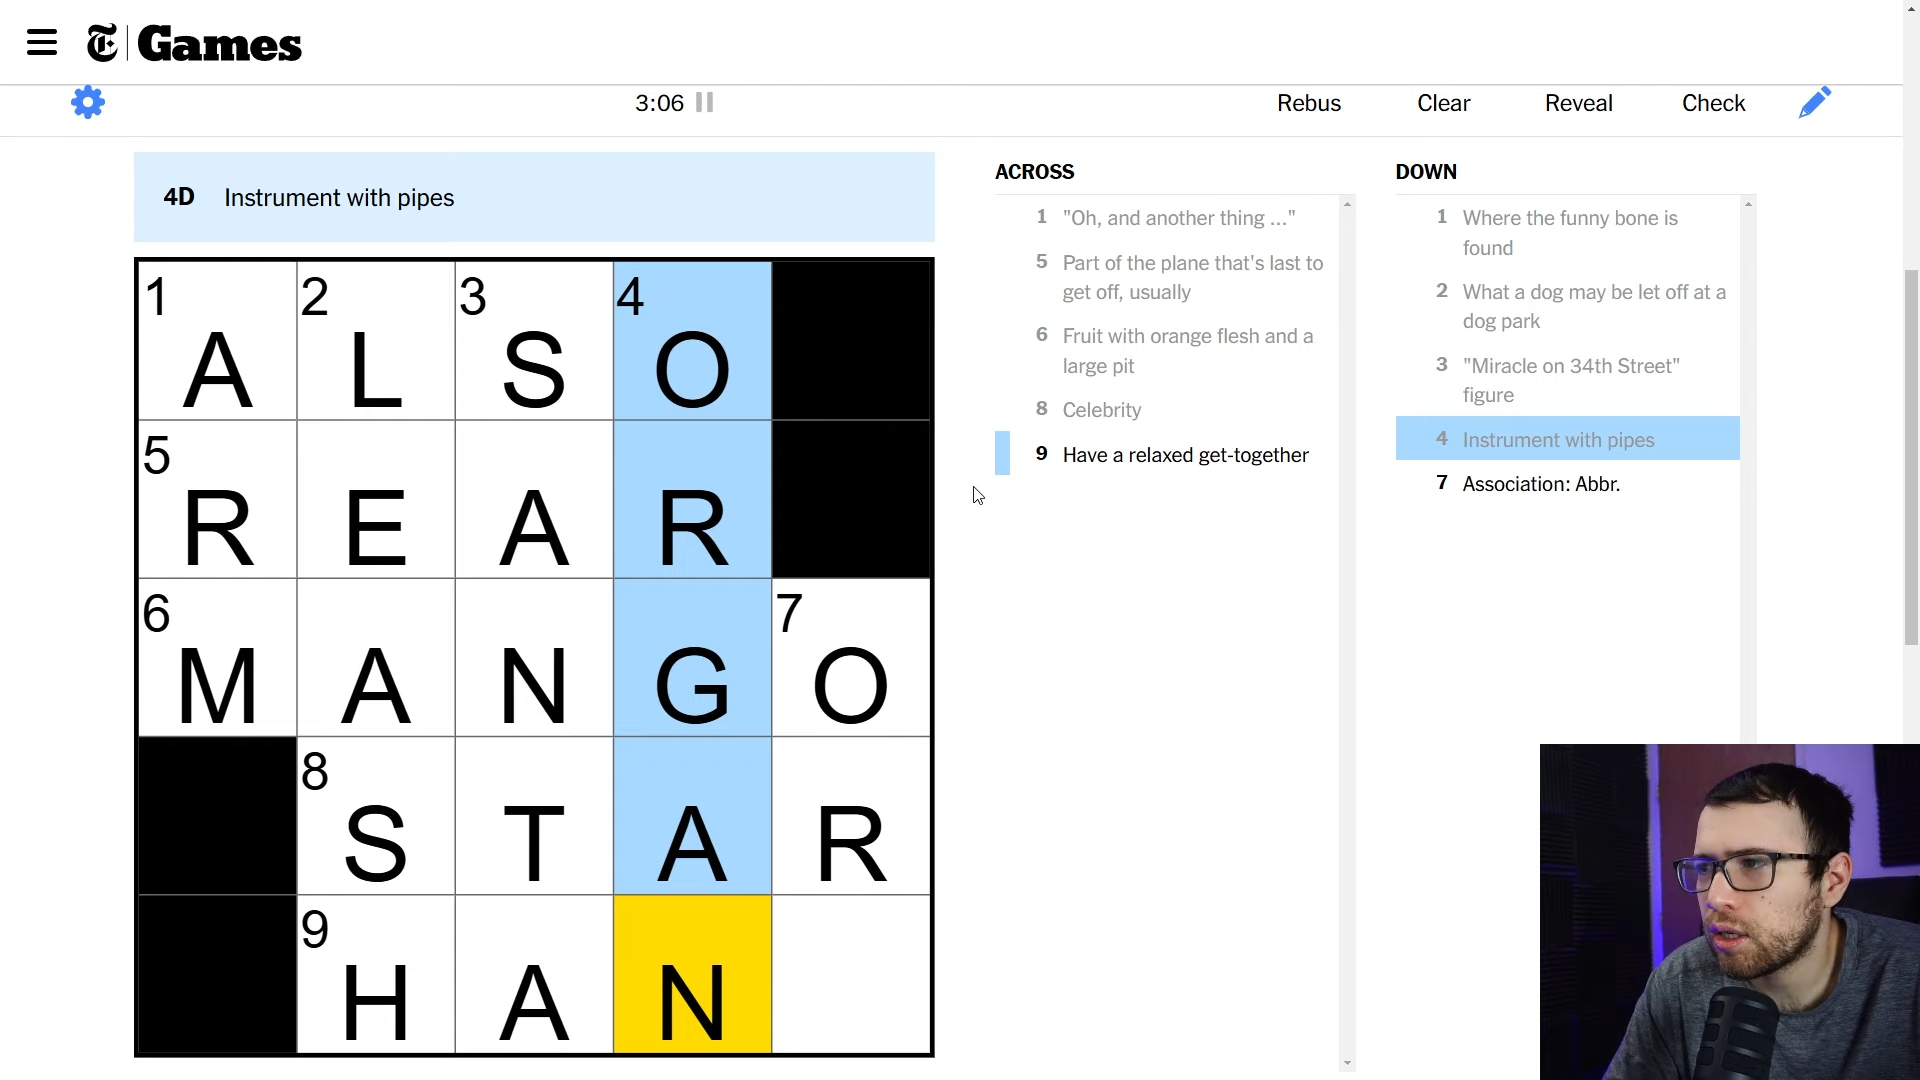 T Games
3:06
Rebus
Clear
Reveal
Check
4D Instrument with pipes
1 2 3 4
A L S O
5
R E A R
6 7
M A N G O
8
S T A R
9
H A N
ACROSS
1 "Oh, and another thing ..."
5 Part of the plane that's last to
get off, usually
6 Fruit with orange flesh and a
large pit
8 Celebrity
9 Have a relaxed get-together
DOWN
1 Where the funny bone is
found
2 What a dog may be let off at a
dog park
3 "Miracle on 34th Street"
figure
4 Instrument with pipes
7 Association: Abbr.